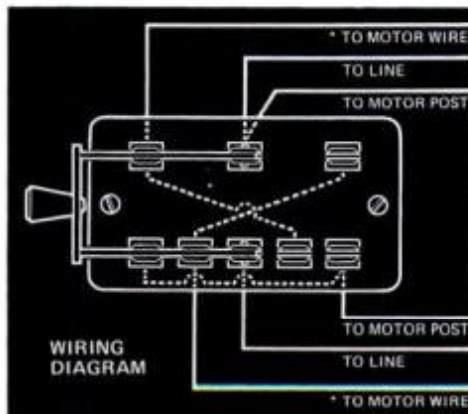 * TO MOTOR WIRE
TO LINE
TO MOTOR POST
TO MOTOR POST
WIRING
DIAGRAM
TO LINE
* TO MOTOR WIRE